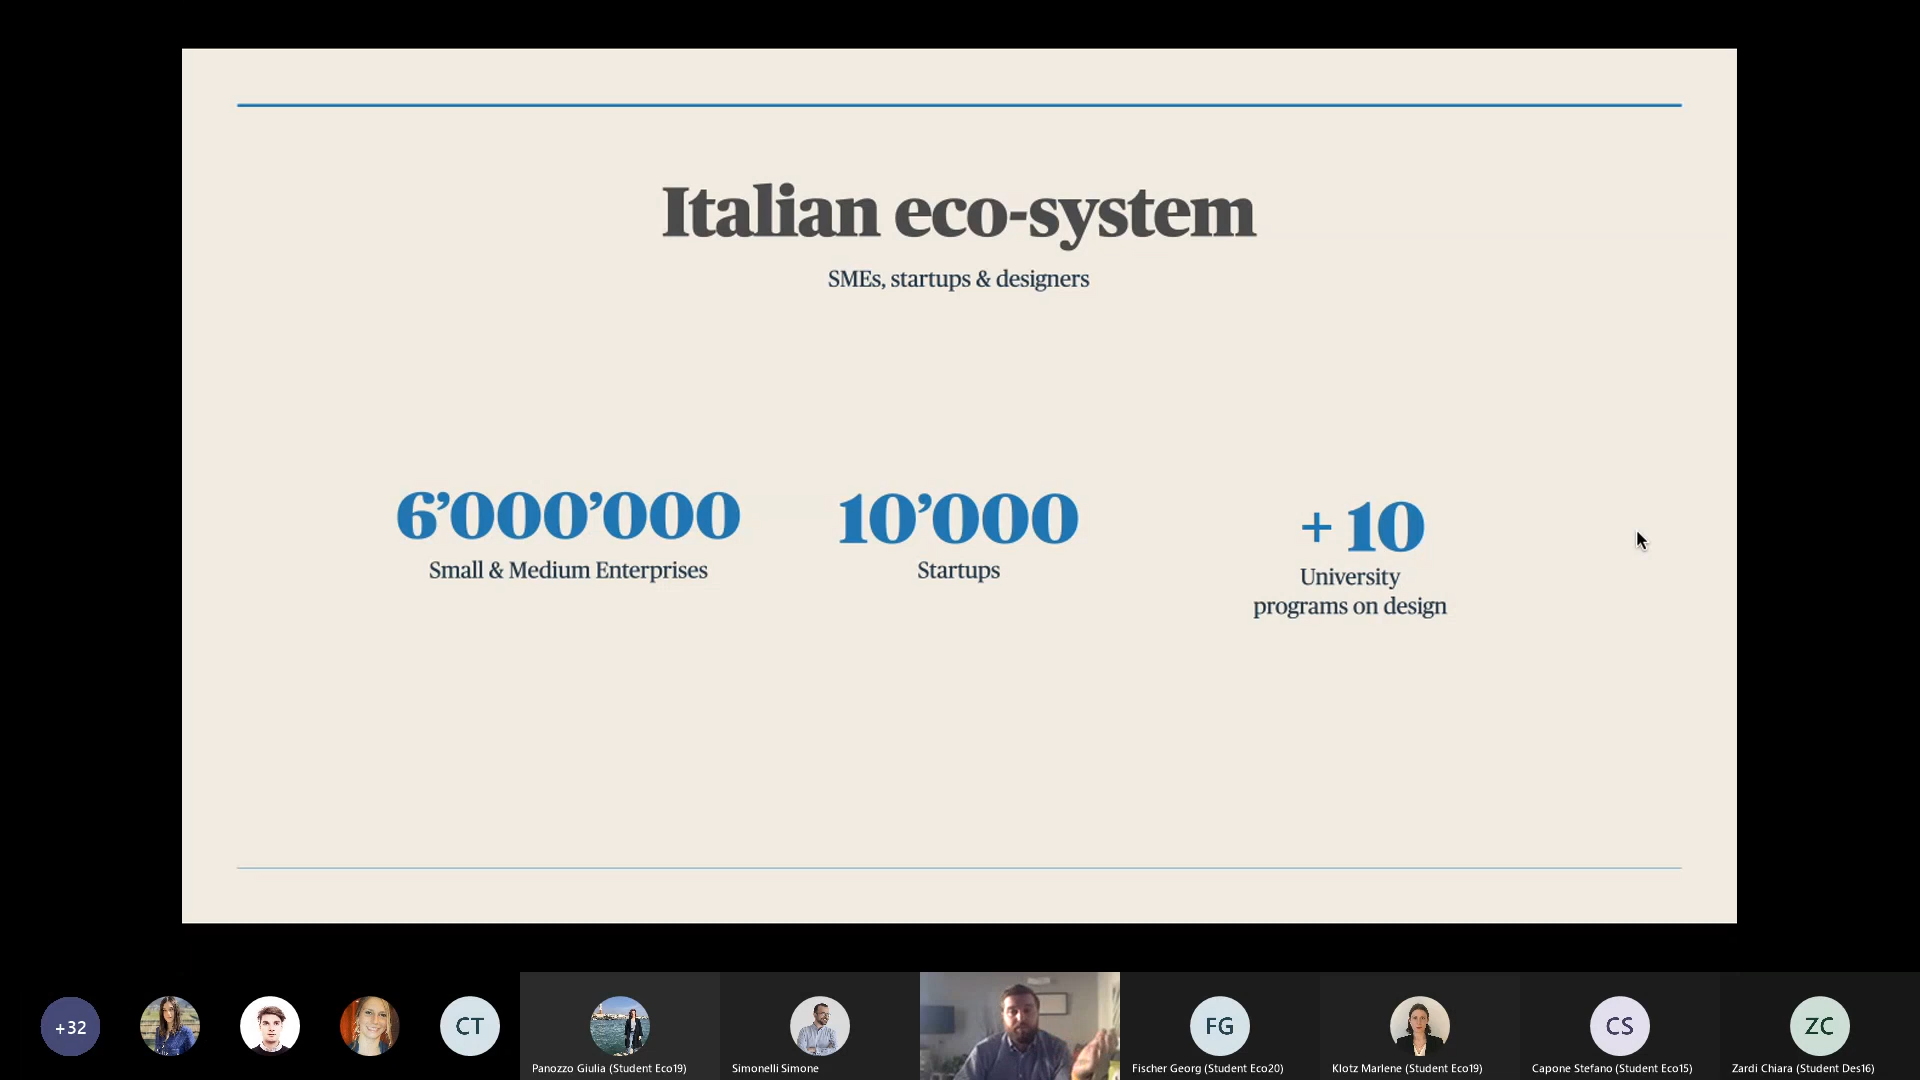 Italian eco-system
SMEs, startups & designers
6’000’000
Small & Medium Enterprises
10’000
Startups
+ 10
University
programs on design
+32
CT
Panozzo Giulia (Student Eco19)
Simonelli Simone
FG
Fischer Georg (Student Eco20)
Klotz Marlene (Student Eco19)
CS
Capone Stefano (Student Eco15)
ZC
Zardi Chiara (Student Des16)